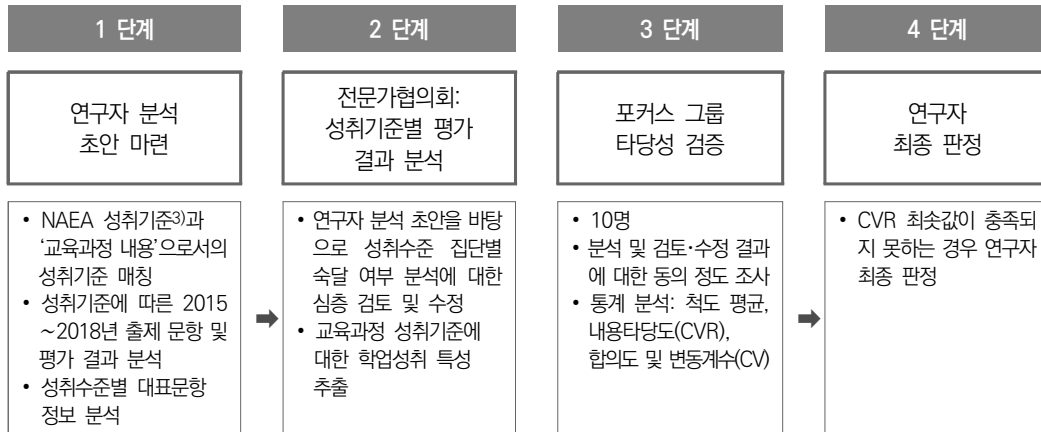 1 단계
연구자 분석
초안 마련
• NAEA 성취기준3)과
‘교육과정 내용’으로서의
성취기준 매칭
• 성취기준에 따른 2015
～2018년 출제 문항 및
평가 결과 분석
• 성취수준별 대표문항
정보 분석
➡
2 단계
전문가협의회:
성취기준별 평가
결과 분석
• 연구자 분석 초안을 바탕
으로 성취수준 집단별
숙달 여부 분석에 대한
심층 검토 및 수정
• 교육과정 성취기준에
대한 학업성취 특성
추출
3 단계
포커스 그룹
타당성 검증
• 10명
• 분석 및 검토·수정 결과
에 대한 동의 정도 조사
• 통계 분석: 척도 평균,
내용타당도(CVR),
합의도 및 변동계수(CV)
➡
4 단계
연구자
최종 판정
• CVR 최솟값이 충족되
지 못하는 경우 연구자
최종 판정